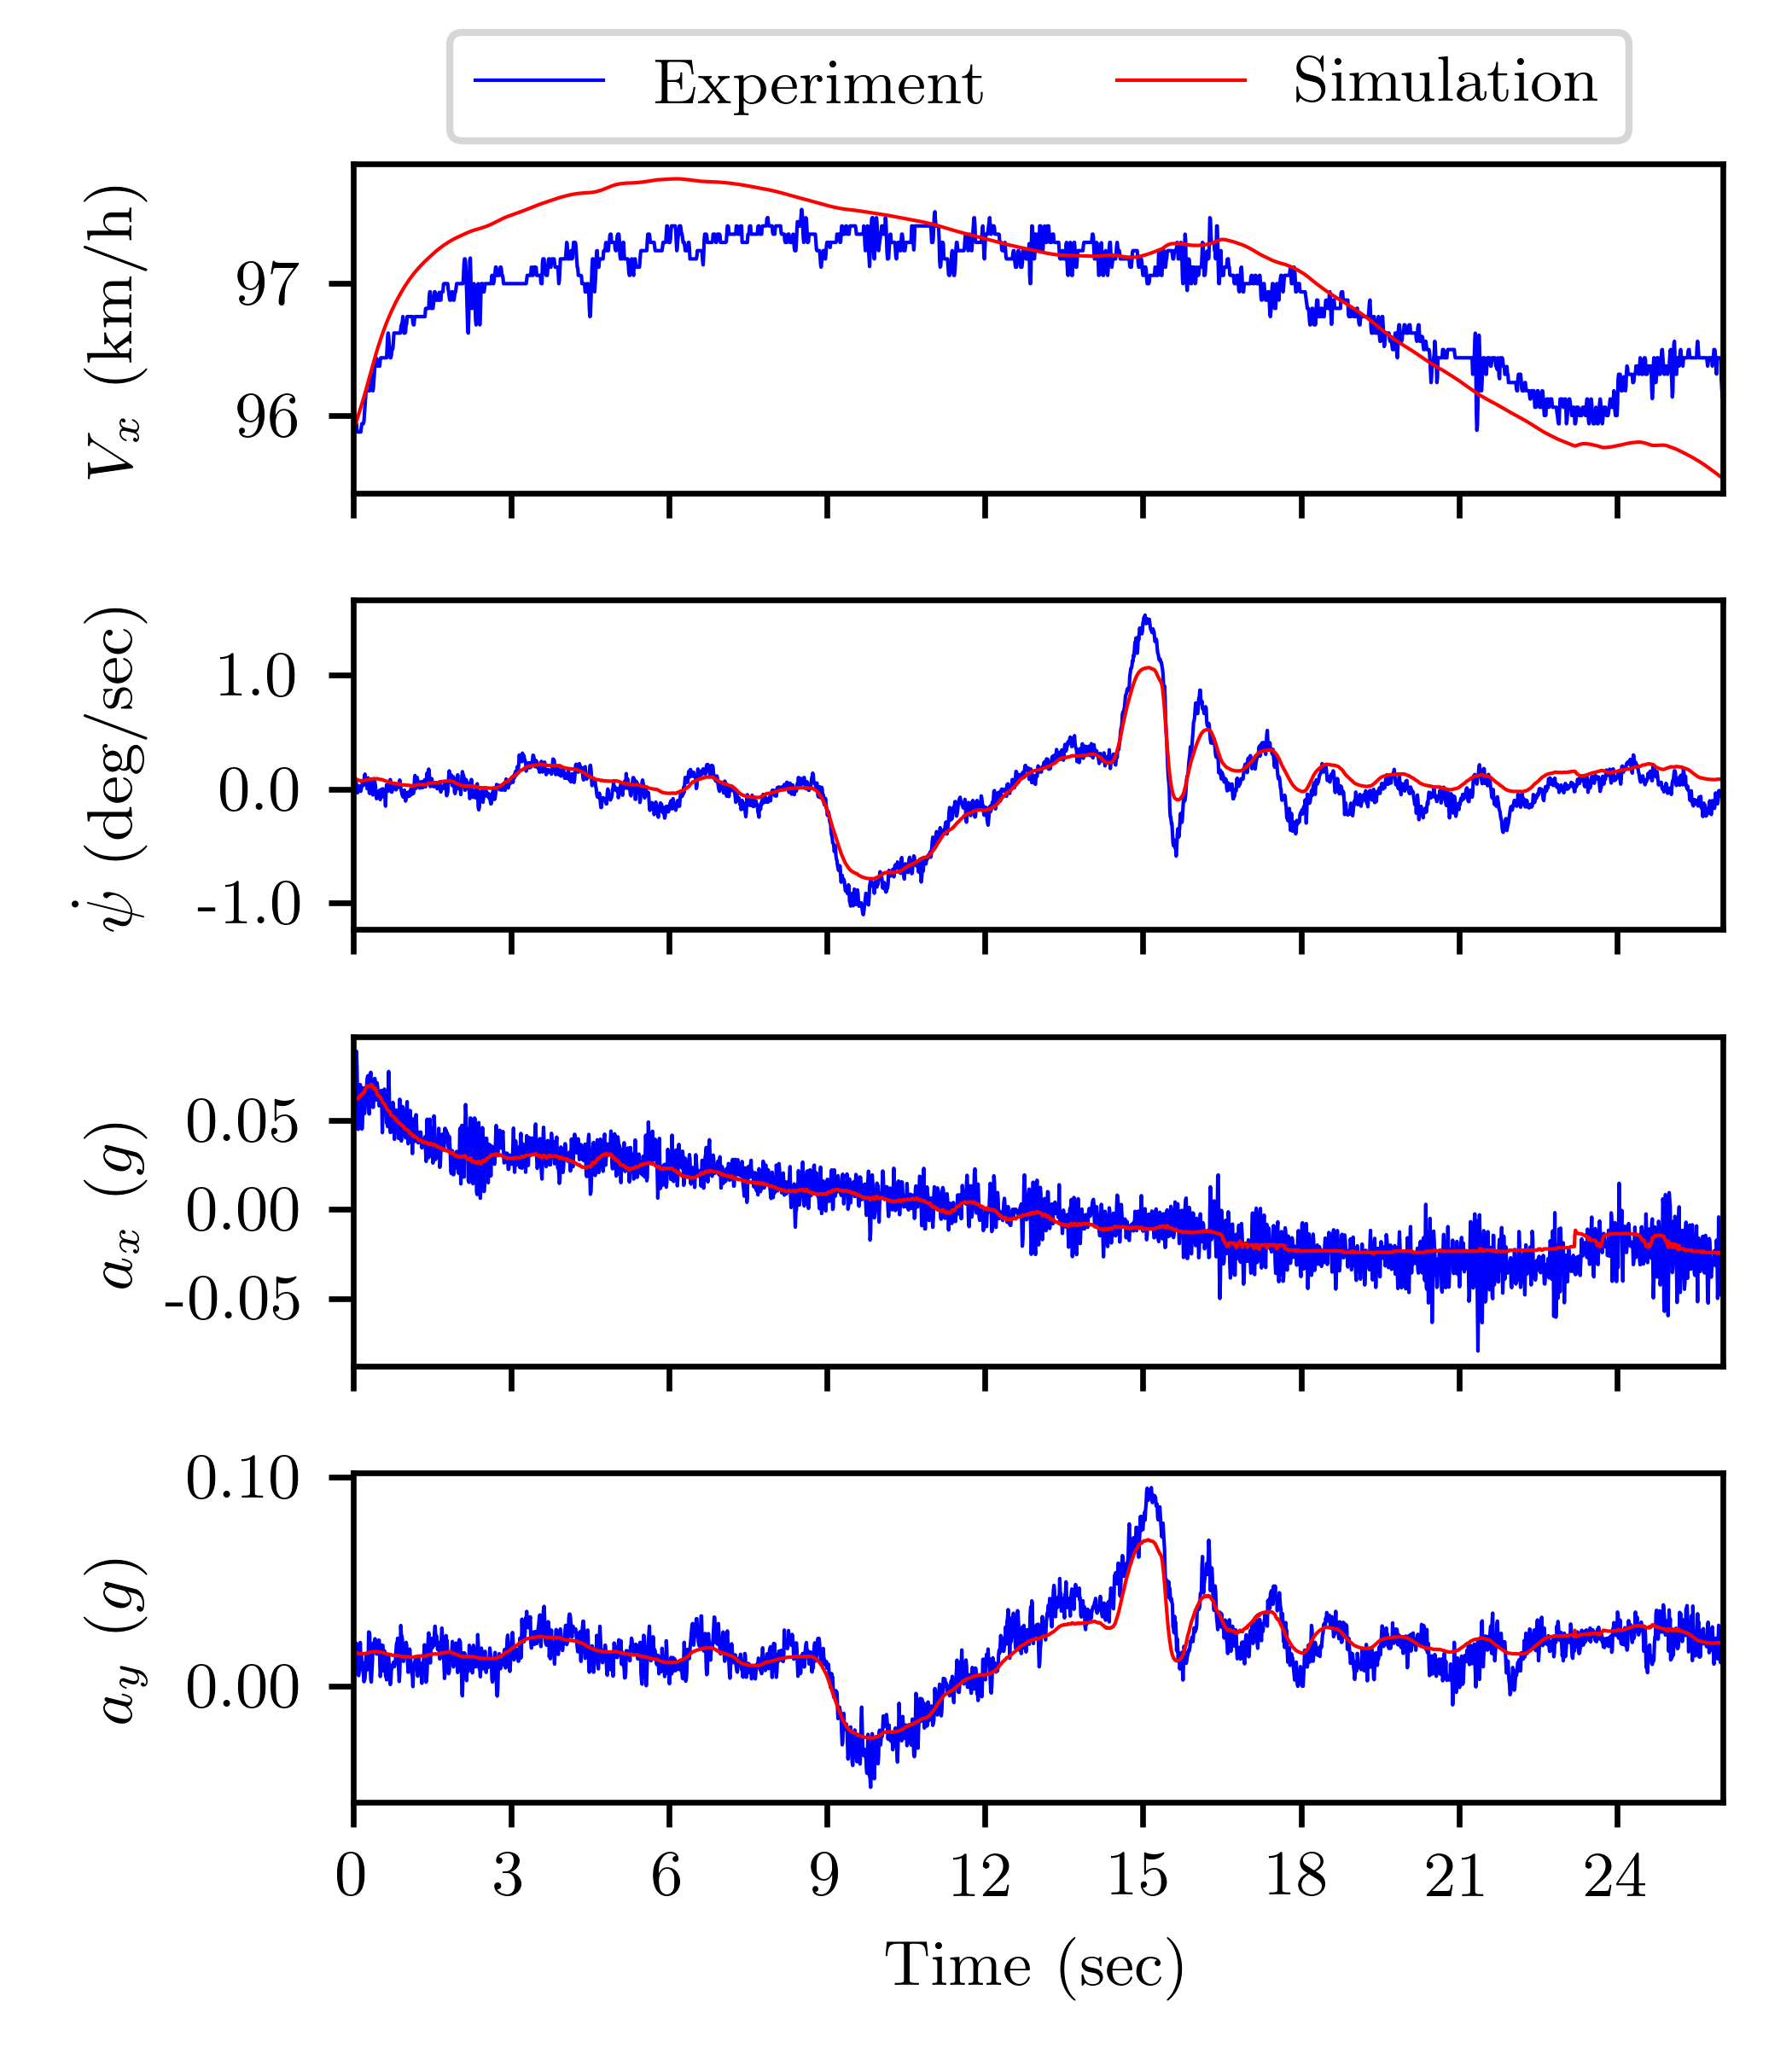 Experiment Simulation
V_x (km/h)
97
96
ψ̇ (deg/sec)
1.0
0.0
-1.0
a_x (g)
0.05
0.00
-0.05
a_y (g)
0.10
0.00
0 3 6 9 12 15 18 21 24
Time (sec)